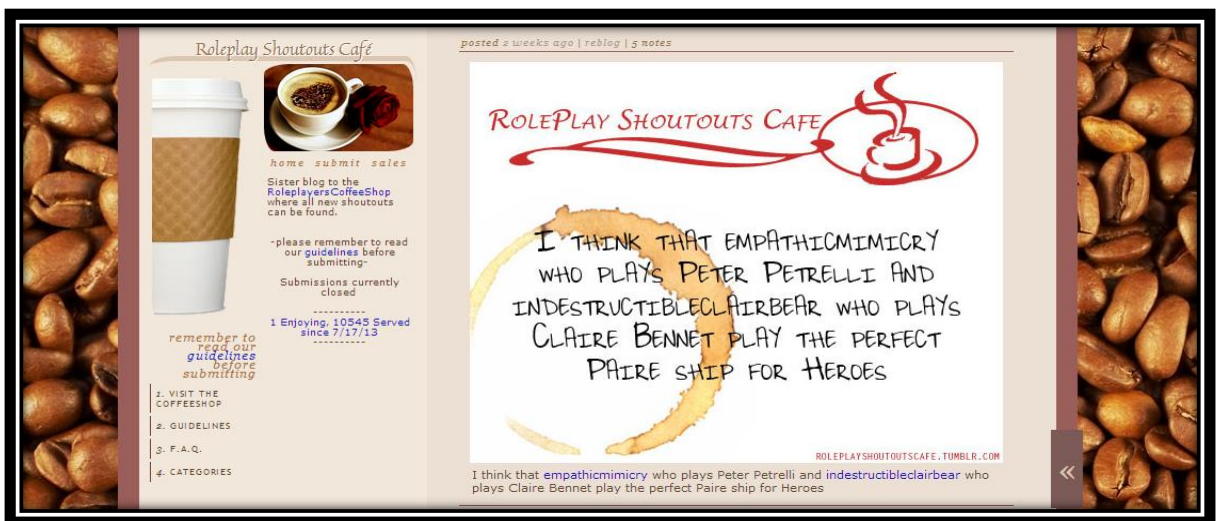 Roleplay Shoutouts Café
home submit sales
Sister blog to the
RoleplayersCoffeeShop
where all new shoutouts
can be found.
-please remember to read
our guidelines before
submitting-
Submissions currently
closed
----------
1 Enjoying, 10545 Served
since 7/17/13
----------
remember to
read our
guidelines
before
submitting
1. VISIT THE
COFFEESHOP
2. GUIDELINES
3. F.A.Q.
4. CATEGORIES
posted 2 weeks ago | reblog | 5 notes
ROLEPLAY SHOUTOUTS CAFE
I THINK THAT EMPATHICMIMICRY
WHO PLAYS PETER PETRELLI AND
INDESTRUCTIBLECLAIRBEAR WHO PLAYS
CLAIRE BENNET PLAY THE PERFECT
PAIRE SHIP FOR HEROES
ROLEPLAYSHOUTOUTSCAFE.TUMBLR.COM
I think that empathicmimicry who plays Peter Petrelli and indestructibleclairbear who
plays Claire Bennet play the perfect Paire ship for Heroes
«